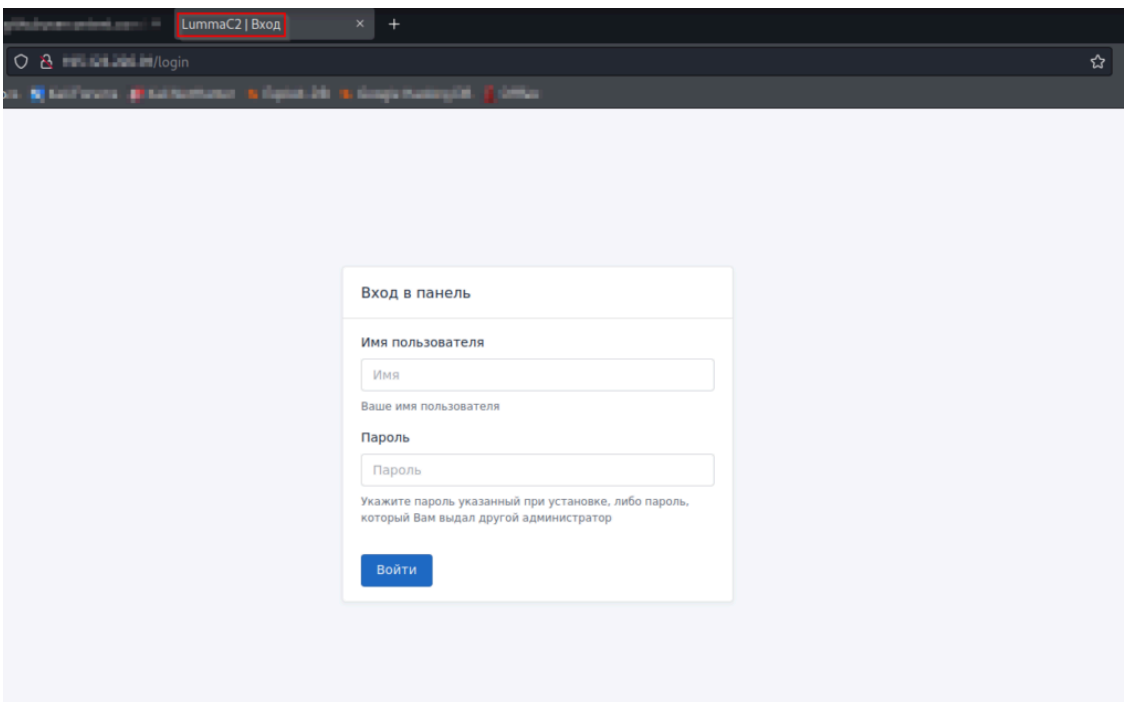 LummaC2 | Вход
/login
Вход в панель
Имя пользователя
Имя
Ваше имя пользователя
Пароль
Пароль
Укажите пароль указанный при установке, либо пароль,
который Вам выдал другой администратор
Войти